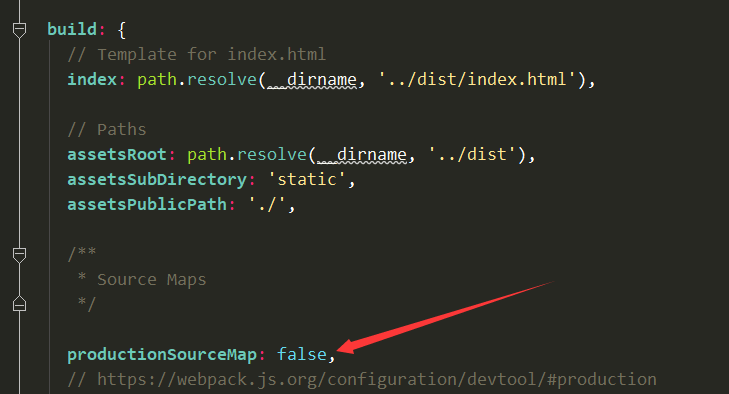 build: {
// Template for index.html
index: path.resolve(__dirname, '../dist/index.html'),
// Paths
assetsRoot: path.resolve(__dirname, '../dist'),
assetsSubDirectory: 'static',
assetsPublicPath: './',
/**
* Source Maps
*/
productionSourceMap: false,
// https://webpack.js.org/configuration/devtool/#production